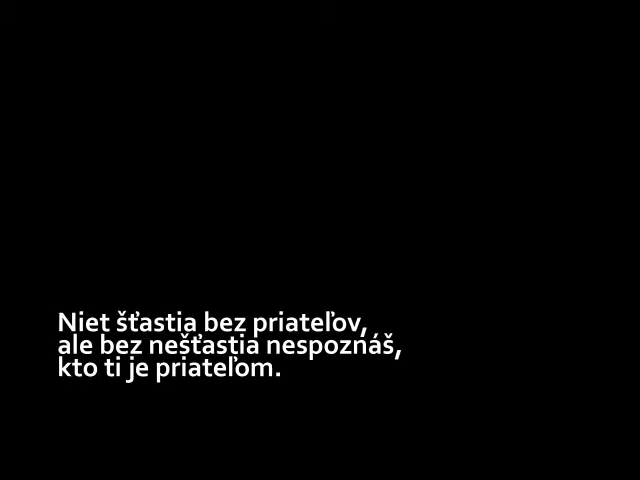 Niet šťastia bez priateľov,
ale bez nešťastia nespoznáš,
kto ti je priateľom.